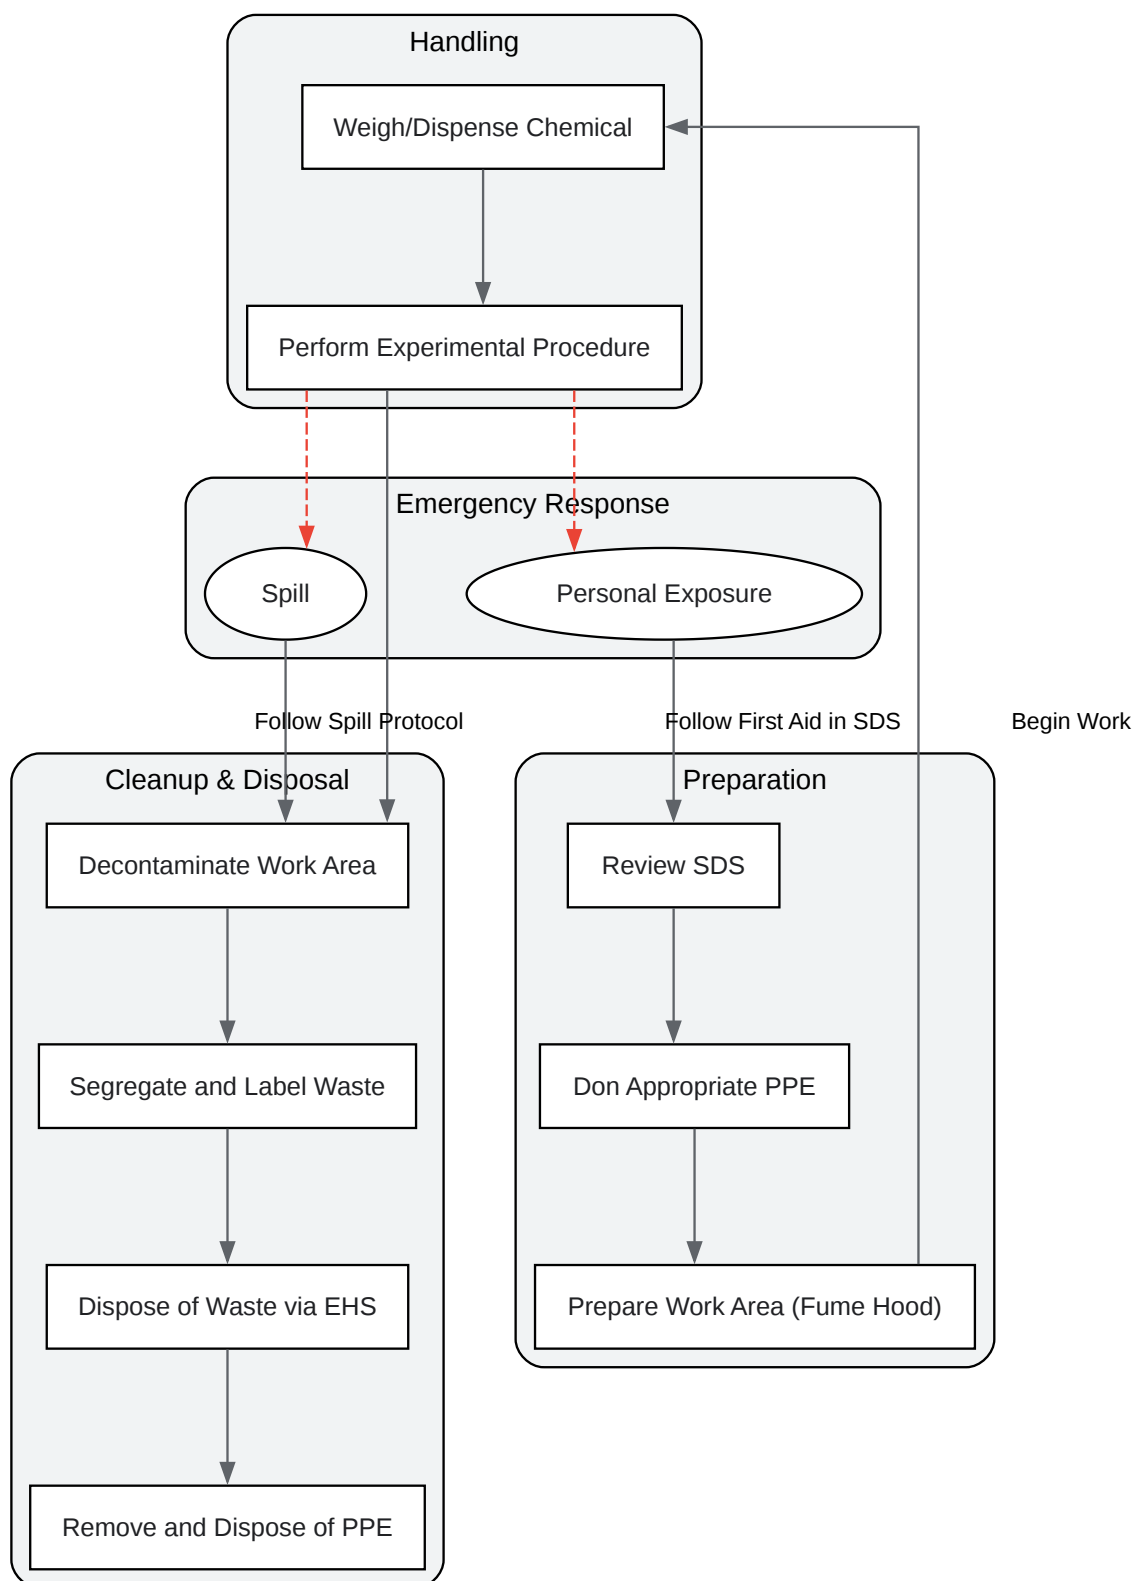 Handling
Weigh/Dispense Chemical
Perform Experimental Procedure
Emergency Response
Spill
Personal Exposure
Follow Spill Protocol
Follow First Aid in SDS
Begin Work
Cleanup & Disposal
Decontaminate Work Area
Segregate and Label Waste
Dispose of Waste via EHS
Remove and Dispose of PPE
Preparation
Review SDS
Don Appropriate PPE
Prepare Work Area (Fume Hood)